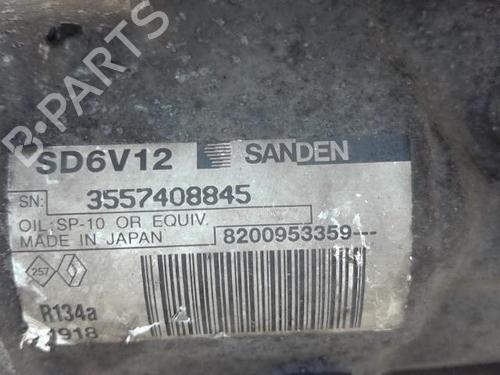 B-PARTS
SD6V12 SANDEN
SN: 3557408845
OIL: SP-10 OR EQUIV.
MADE IN JAPAN 8200953359---
257
R134a
1918